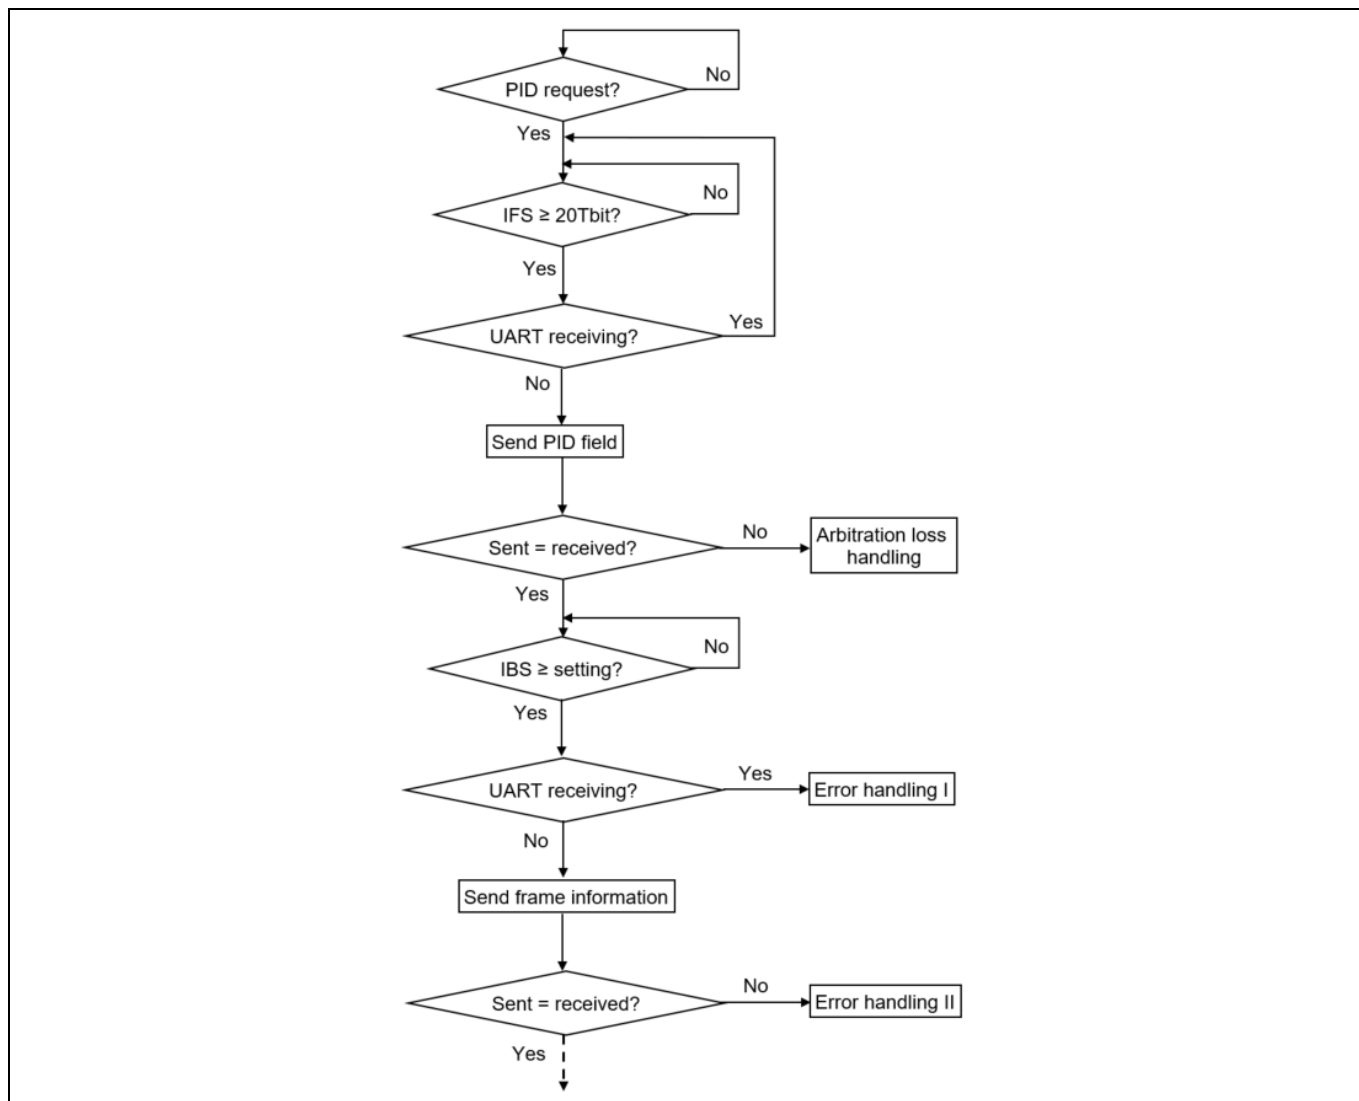 No
PID request?
Yes
No
IFS ≥ 20Tbit?
Yes
UART receiving?
Yes
No
Send PID field
Sent = received?
No
Arbitration loss
handling
Yes
No
IBS ≥ setting?
Yes
UART receiving?
Yes
Error handling I
No
Send frame information
Sent = received?
No
Error handling II
Yes